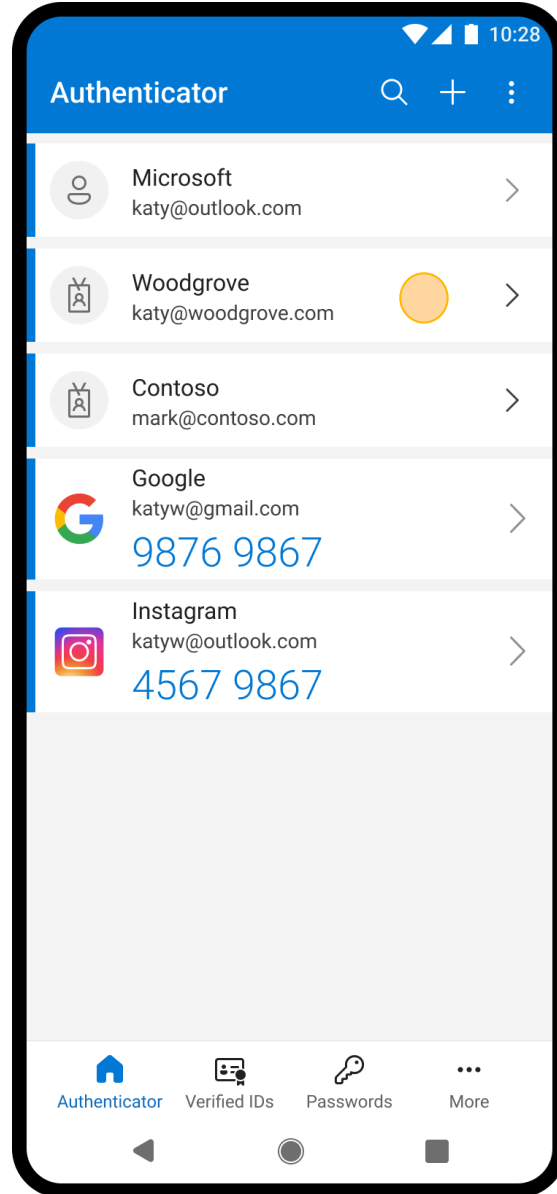 10:28
Authenticator
Microsoft
katy@outlook.com
Woodgrove
katy@woodgrove.com
Contoso
mark@contoso.com
Google
katyw@gmail.com
9876 9867
Instagram
katyw@outlook.com
4567 9867
Authenticator Verified IDs Passwords More